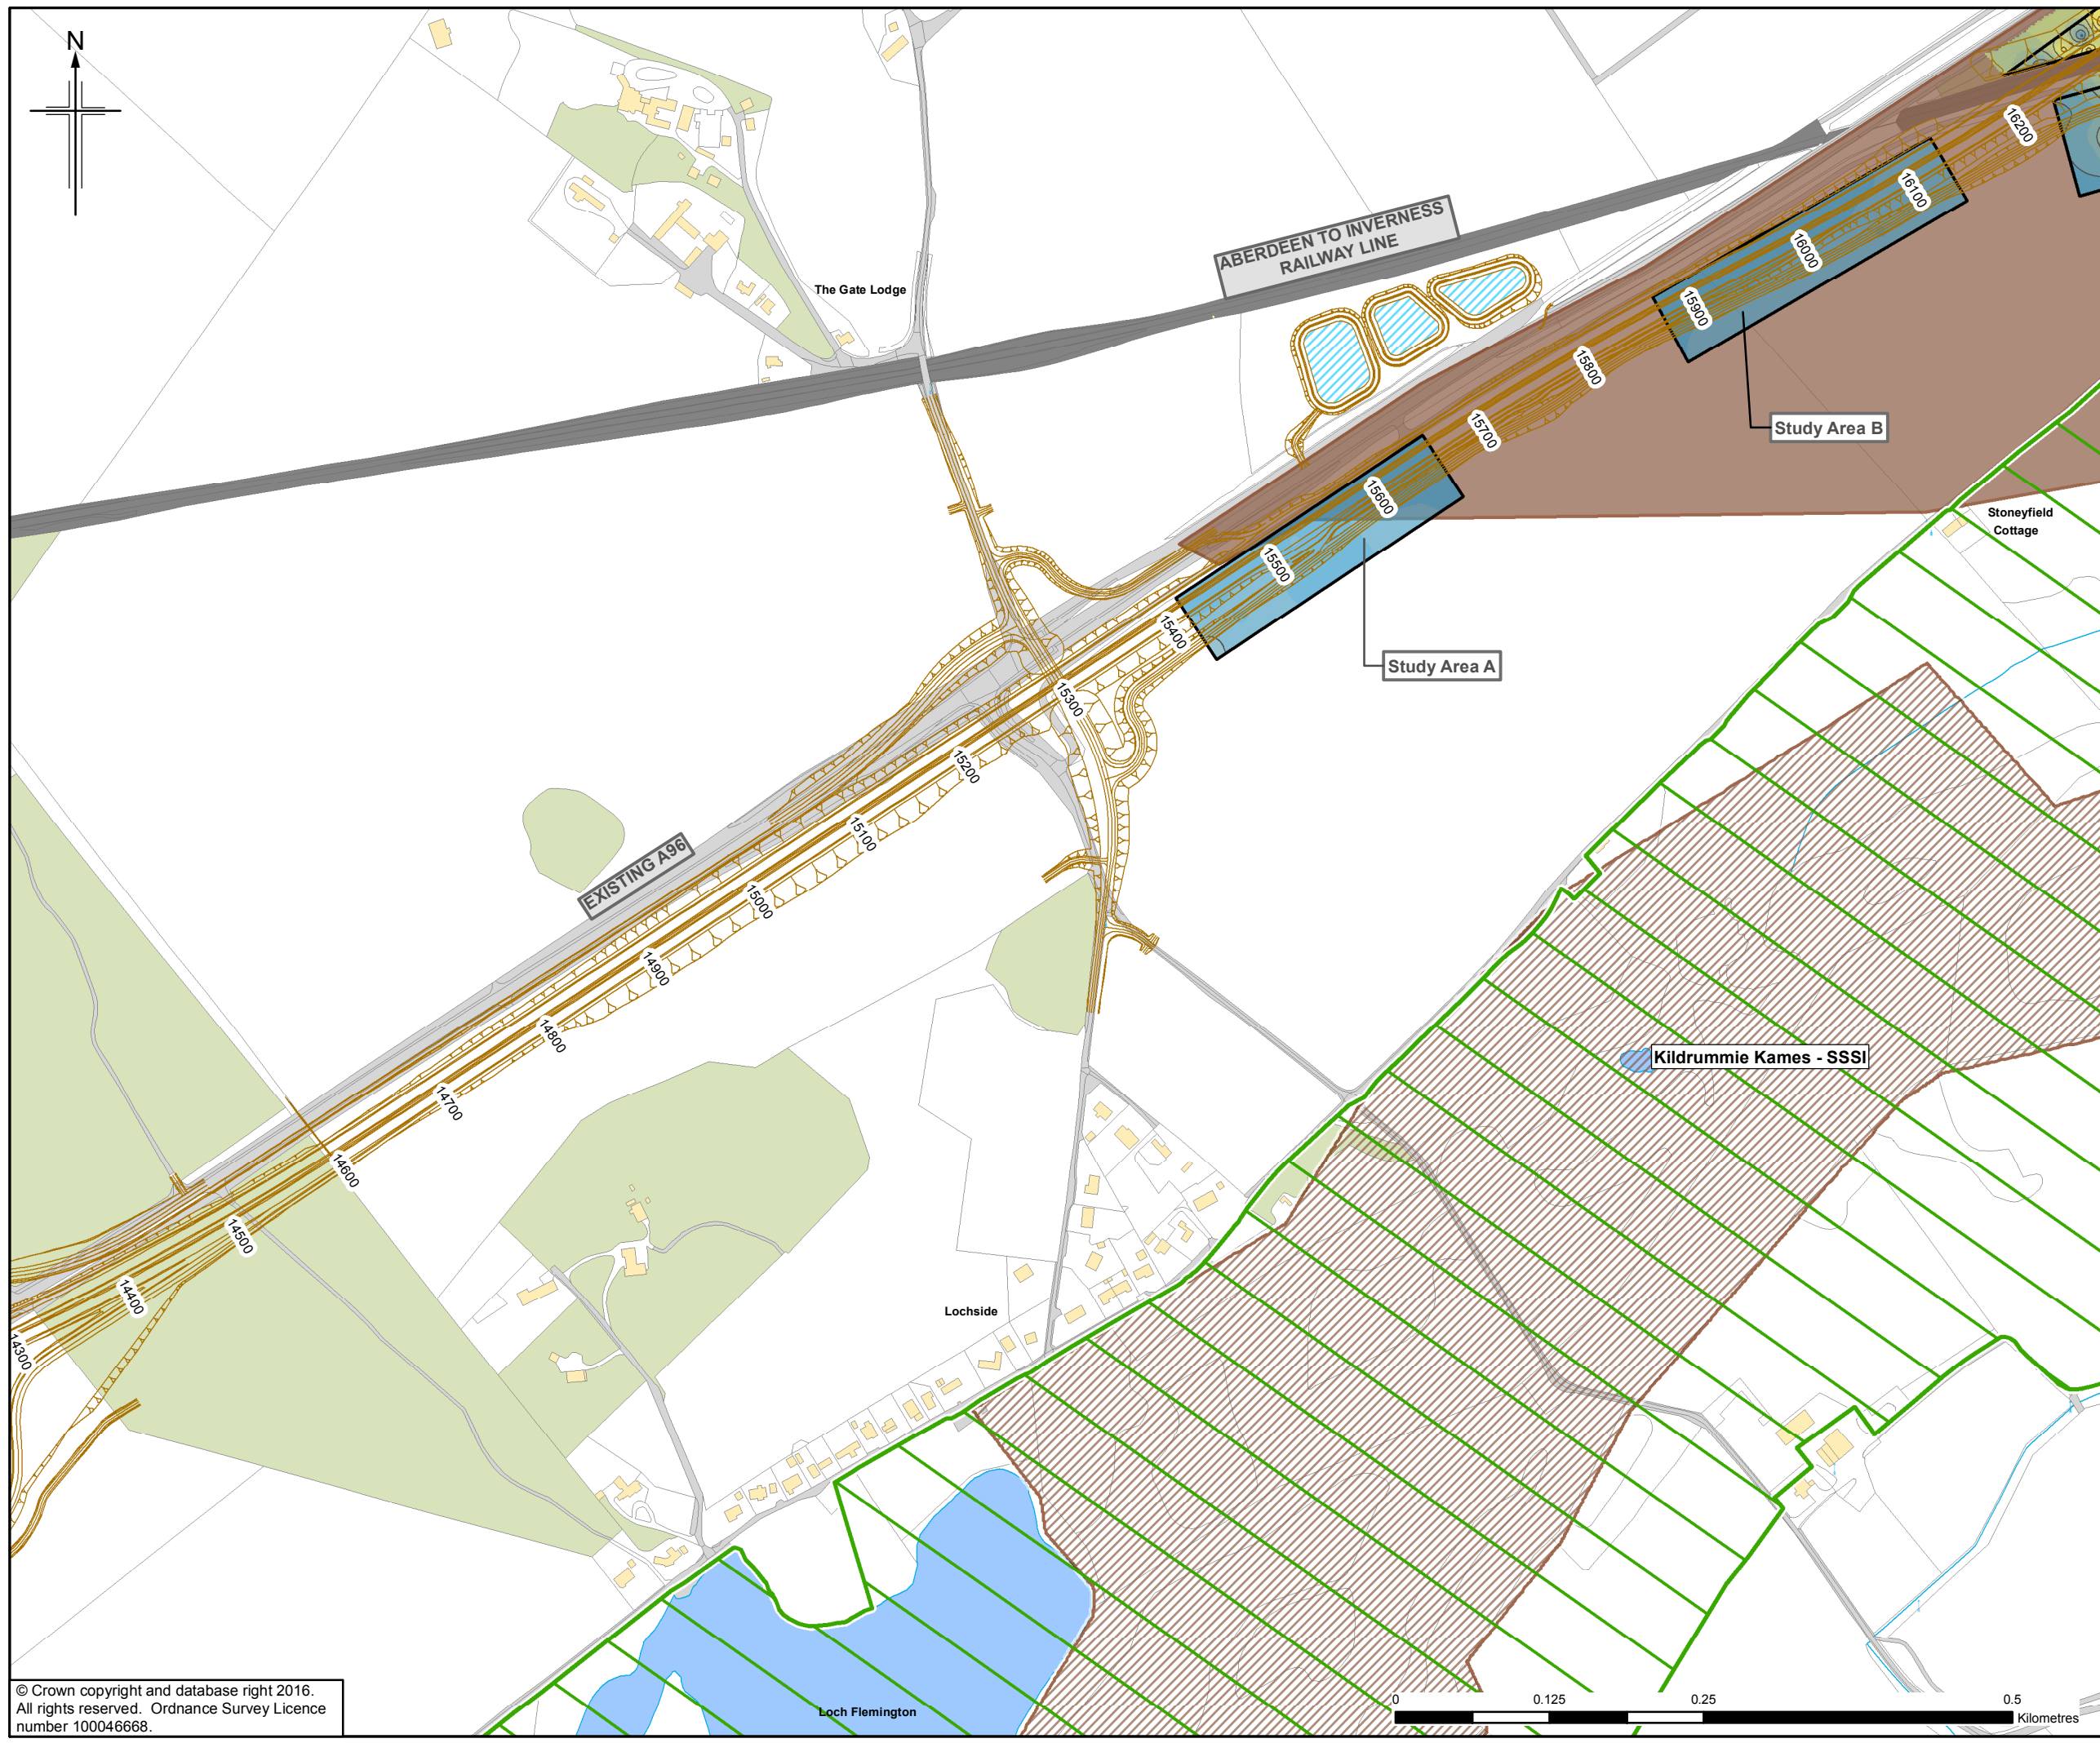 N
The Gate Lodge
ABERDEEN TO INVERNESS
RAILWAY LINE
16200
16100
16000
15900
15800
15700
15600
15500
15400
15300
15200
15100
15000
14900
14800
14700
14600
14500
14400
14300
Study Area B
Study Area A
Stoneyfield
Cottage
EXISTING A96
Kildrummie Kames - SSSI
Lochside
Loch Flemington
© Crown copyright and database right 2016.
All rights reserved. Ordnance Survey Licence
number 100046668.
0 0.125 0.25 0.5
Kilometres